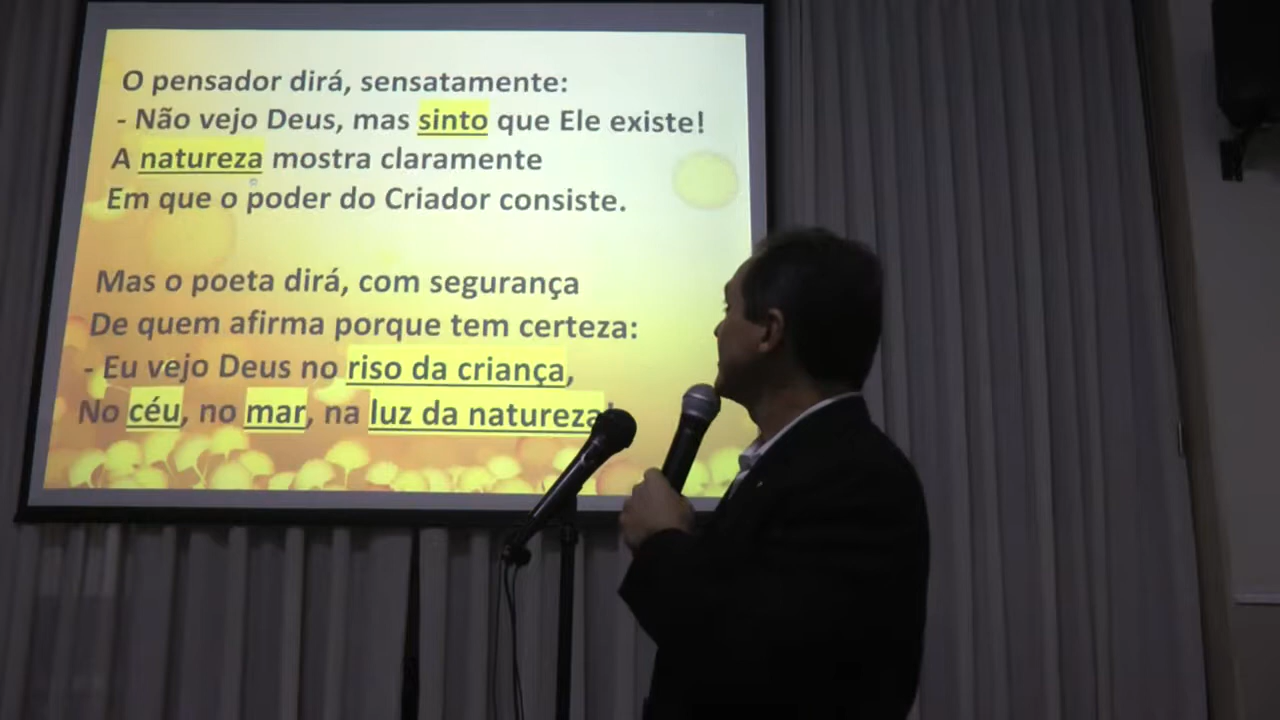 O pensador dirá, sensatamente:
- Não vejo Deus, mas sinto que Ele existe!
A natureza mostra claramente
Em que o poder do Criador consiste.
Mas o poeta dirá, com segurança
De quem afirma porque tem certeza:
- Eu vejo Deus no riso da criança,
No céu, no mar, na luz da natureza!